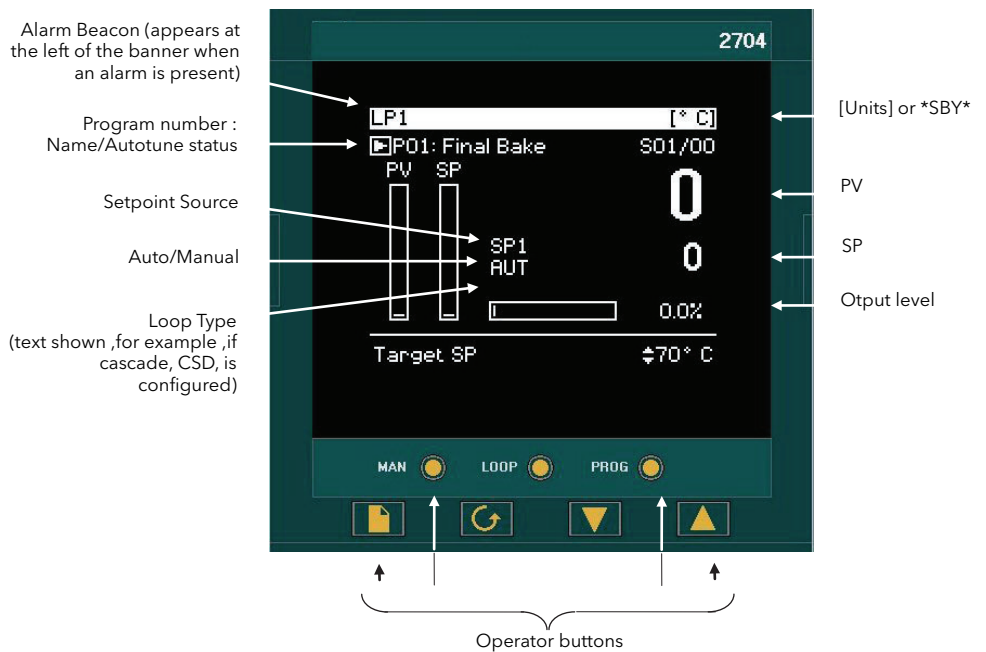 Alarm Beacon (appears at
the left of the banner when
an alarm is present)
Program number :
Name/Autotune status
Setpoint Source
Auto/Manual
Loop Type
(text shown ,for example ,if
cascade, CSD, is
configured)
2704
LP1 [° C]
P01: Final Bake S01/00
PV SP
0
SP1
AUT
0
0.0%
Target SP 70° C
MAN LOOP PROG
[Units] or *SBY*
PV
SP
Otput level
Operator buttons